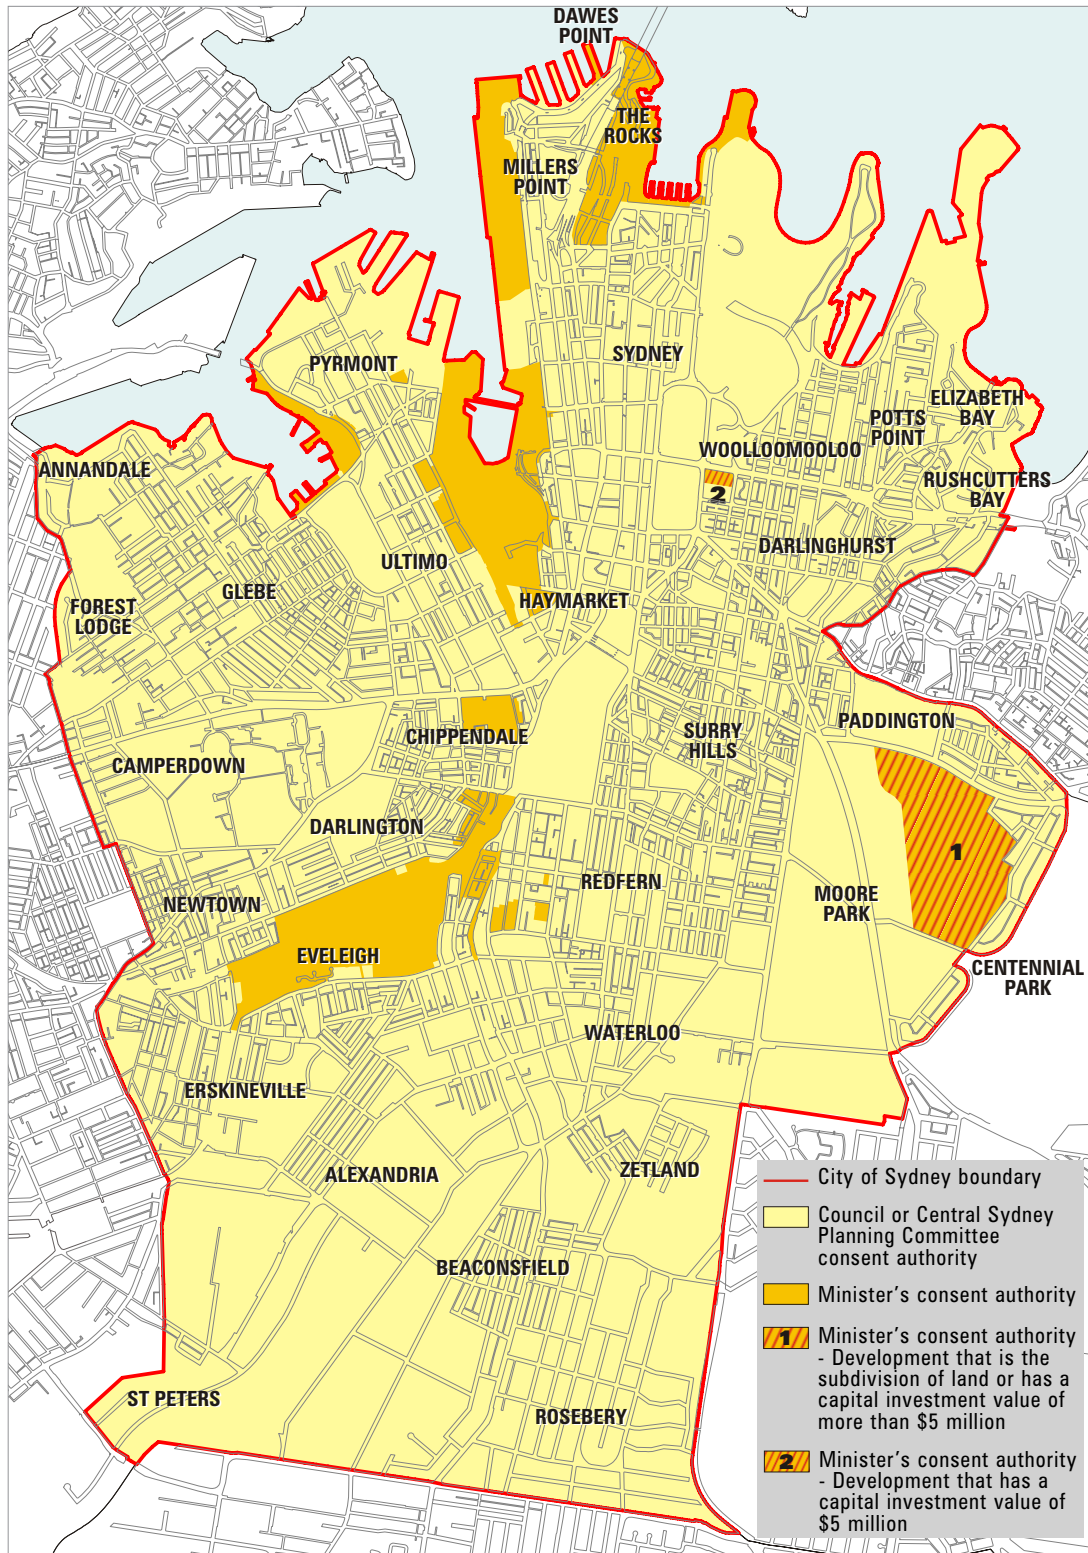 DAWES
POINT
THE
ROCKS
MILLERS
POINT
SYDNEY
PYRMONT
ELIZABETH
BAY
POTTS
POINT
WOOLLOOMOOLOO
ANNANDALE
RUSHCUTTERS
BAY
2
DARLINGHURST
ULTIMO
GLEBE
HAYMARKET
FOREST
LODGE
PADDINGTON
SURRY
HILLS
CHIPPENDALE
CAMPERDOWN
DARLINGTON
1
REDFERN
MOORE
PARK
NEWTOWN
EVELEIGH
CENTENNIAL
PARK
WATERLOO
ERSKINEVILLE
ALEXANDRIA
ZETLAND
BEACONSFIELD
ST PETERS
ROSEBERY
City of Sydney boundary
Council or Central Sydney
Planning Committee
consent authority
Minister's consent authority
1 Minister's consent authority
- Development that is the
subdivision of land or has a
capital investment value of
more than $5 million
2 Minister's consent authority
- Development that has a
capital investment value of
$5 million